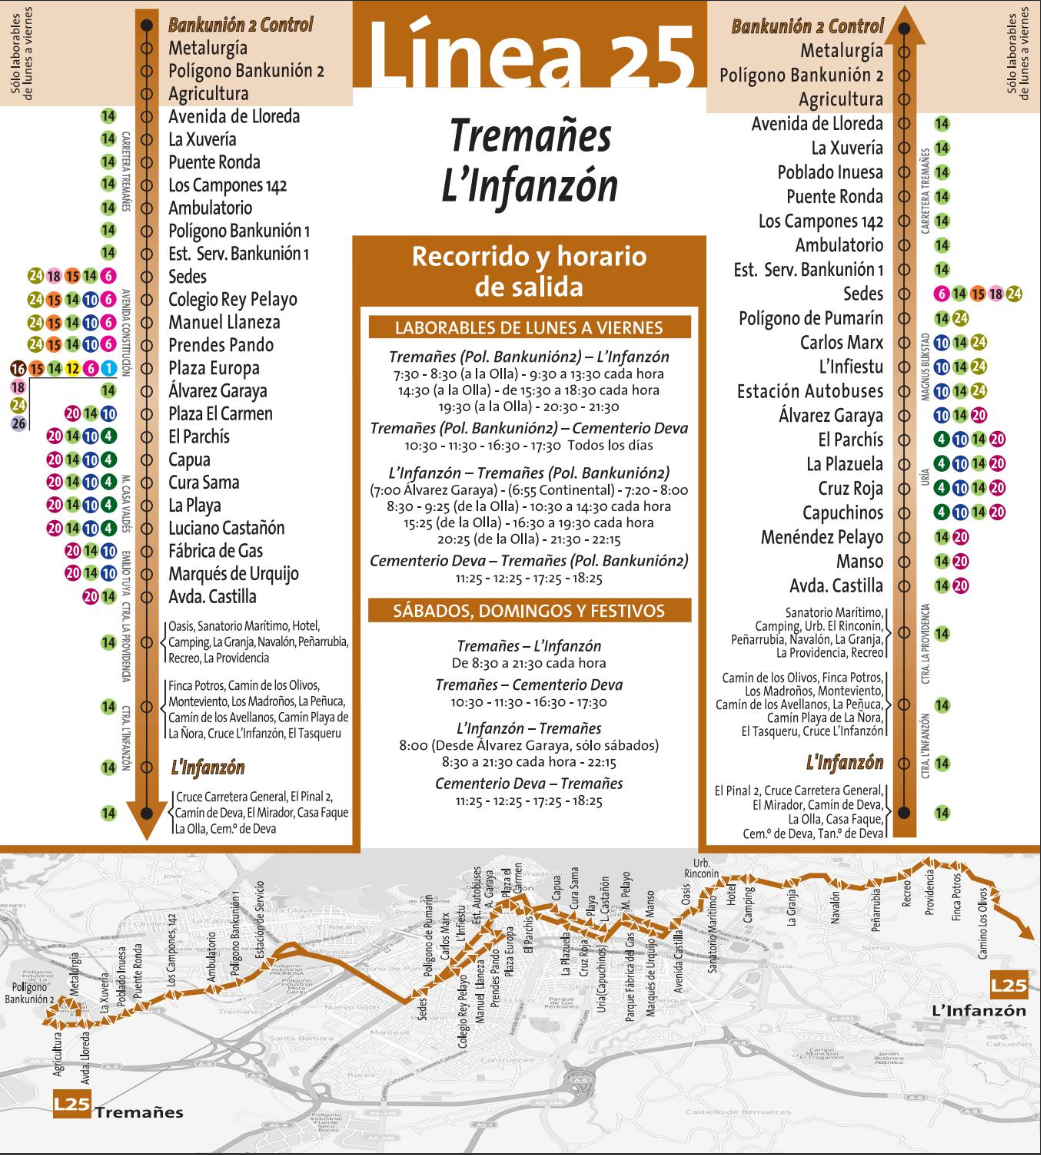 Sólo laborables
de lunes a viernes
Bankunión 2 Control
Metalurgía
Polígono Bankunión 2
Agricultura
14 Avenida de Lloreda
14 La Xuvería
14 Puente Ronda
14 Los Campones 142
14 Ambulatorio
14 Polígono Bankunión 1
14 Est. Serv. Bankunión 1
CARRETERA TREMAÑES
24 18 15 14 6 Sedes
24 15 14 10 6 Colegio Rey Pelayo
24 15 14 10 6 Manuel Llaneza
24 15 14 10 6 Prendes Pando
16 15 14 12 6 1 Plaza Europa
18
24
26
AVENIDA CONSTITUCIÓN
14 Álvarez Garaya
20 14 10 Plaza El Carmen
20 14 10 4 El Parchís
20 14 10 4 Capua
20 14 10 4 Cura Sama
20 14 10 4 La Playa
20 14 10 4 Luciano Castañón
M. CASA VALDÉS
20 14 10 Fábrica de Gas
20 14 10 Marqués de Urquijo
20 14 Avda. Castilla
EMILIO TUYA
CTRA. LA PROVIDENCIA
14
Oasis, Sanatorio Marítimo, Hotel,
Camping, La Granja, Navalón, Peñarrubia,
Recreo, La Providencia
14
Finca Potros, Camin de los Olivos,
Monteviento, Los Madroños, La Peñuca,
Camín de los Avellanos, Camín Playa de
La Ñora, Cruce L'Infanzón, El Tasqueru
CTRA. L'INFANZÓN
14 L'Infanzón
14
Cruce Carretera General, El Pinal 2,
Camín de Deva, El Mirador, Casa Faque
La Olla, Cem.º de Deva
Línea 25
Tremañes
L'Infanzón
Recorrido y horario
de salida
LABORABLES DE LUNES A VIERNES
Tremañes (Pol. Bankunión2) – L'Infanzón
7:30 - 8:30 (a la Olla) - 9:30 a 13:30 cada hora
14:30 (a la Olla) - de 15:30 a 18:30 cada hora
19:30 (a la Olla) - 20:30 - 21:30
Tremañes (Pol. Bankunión2) – Cementerio Deva
10:30 - 11:30 - 16:30 - 17:30 Todos los días
L'Infanzón – Tremañes (Pol. Bankunión2)
(7:00 Álvarez Garaya) - (6:55 Continental) - 7:20 - 8:00
8:30 - 9:25 (de la Olla) - 10:30 a 14:30 cada hora
15:25 (de la Olla) - 16:30 a 19:30 cada hora
20:25 (de la Olla) - 21:30 - 22:15
Cementerio Deva – Tremañes (Pol. Bankunión2)
11:25 - 12:25 - 17:25 - 18:25
SÁBADOS, DOMINGOS Y FESTIVOS
Tremañes – L'Infanzón
De 8:30 a 21:30 cada hora
Tremañes – Cementerio Deva
10:30 - 11:30 - 16:30 - 17:30
L'Infanzón – Tremañes
8:00 (Desde Álvarez Garaya, sólo sábados)
8:30 a 21:30 cada hora - 22:15
Cementerio Deva – Tremañes
11:25 - 12:25 - 17:25 - 18:25
Sólo laborables
de lunes a viernes
Bankunión 2 Control
Metalurgía
Polígono Bankunión 2
Agricultura
Avenida de Lloreda 14
La Xuvería 14
Poblado Inuesa 14
Puente Ronda 14
Los Campones 142 14
Ambulatorio 14
Est. Serv. Bankunión 1 14
CARRETERA TREMAÑES
Sedes 6 14 15 18 24
Polígono de Pumarín 14 24
Carlos Marx 10 14 24
L'Infiestu 10 14 24
Estación Autobuses 10 14 24
MAGNUS BLIKSTAD
Álvarez Garaya 10 14 20
El Parchís 4 10 14 20
La Plazuela 4 10 14 20
Cruz Roja 4 10 14 20
Capuchinos 4 10 14 20
URÍA
Menéndez Pelayo 14 20
Manso 14 20
Avda. Castilla 14 20
Sanatorio Marítimo,
Camping, Urb. El Rinconín,
Peñarrubia, Navalón, La Granja,
La Providencia, Recreo
14
CTRA. LA PROVIDENCIA
Camín de los Olivos, Finca Potros,
Los Madroños, Monteviento,
Camín de los Avellanos, La Peñuca,
Camín Playa de La Ñora,
El Tasqueru, Cruce L'Infanzón
14
CTRA. L'INFANZÓN
L'Infanzón 14
El Pinal 2, Cruce Carretera General,
El Mirador, Camín de Deva,
La Olla, Casa Faque,
Cem.º de Deva, Tan.º de Deva
14
Polígono
Bankunión 2
Metalurgía
Agricultura
Avda. Lloreda
La Xuvería
Poblado Inuesa
Puente Ronda
Los Campones, 142
Ambulatorio
Polígono Bankunión 1
Estación de Servicio
Sedes
Polígono de Pumarín
Carlos Marx
L'Infiestu
Est. Autobuses
A. Garaya
Plaza el
Carmen
Colegio Rey Pelayo
Manuel Llaneza
Prendes Pando
Plaza Europa
El Parchís
Capua
Cura Sama
Playa
L. Castañón
M. Pelayo
Manso
La Plazuela
Cruz Roja
Uría(Capuchinos)
Parque Fábrica del Gas
Marqués de Urquijo
Avenida Castilla
Oasis
Urb.
Rinconín
Sanatorio Marítimo
Hotel
Camping
La Granja
Navalón
Peñarrubia
Recreo
Providencia
Finca Potros
Camino Los Olivos
L25
L'Infanzón
L25 Tremañes
Jove
Tremañes
Santa Bárbara
Nuevo Gijón
Montevil
Roces
Contrueces
Parque
de Los
Pericones
Somió
Cabueñes
Castiello de Bernueces